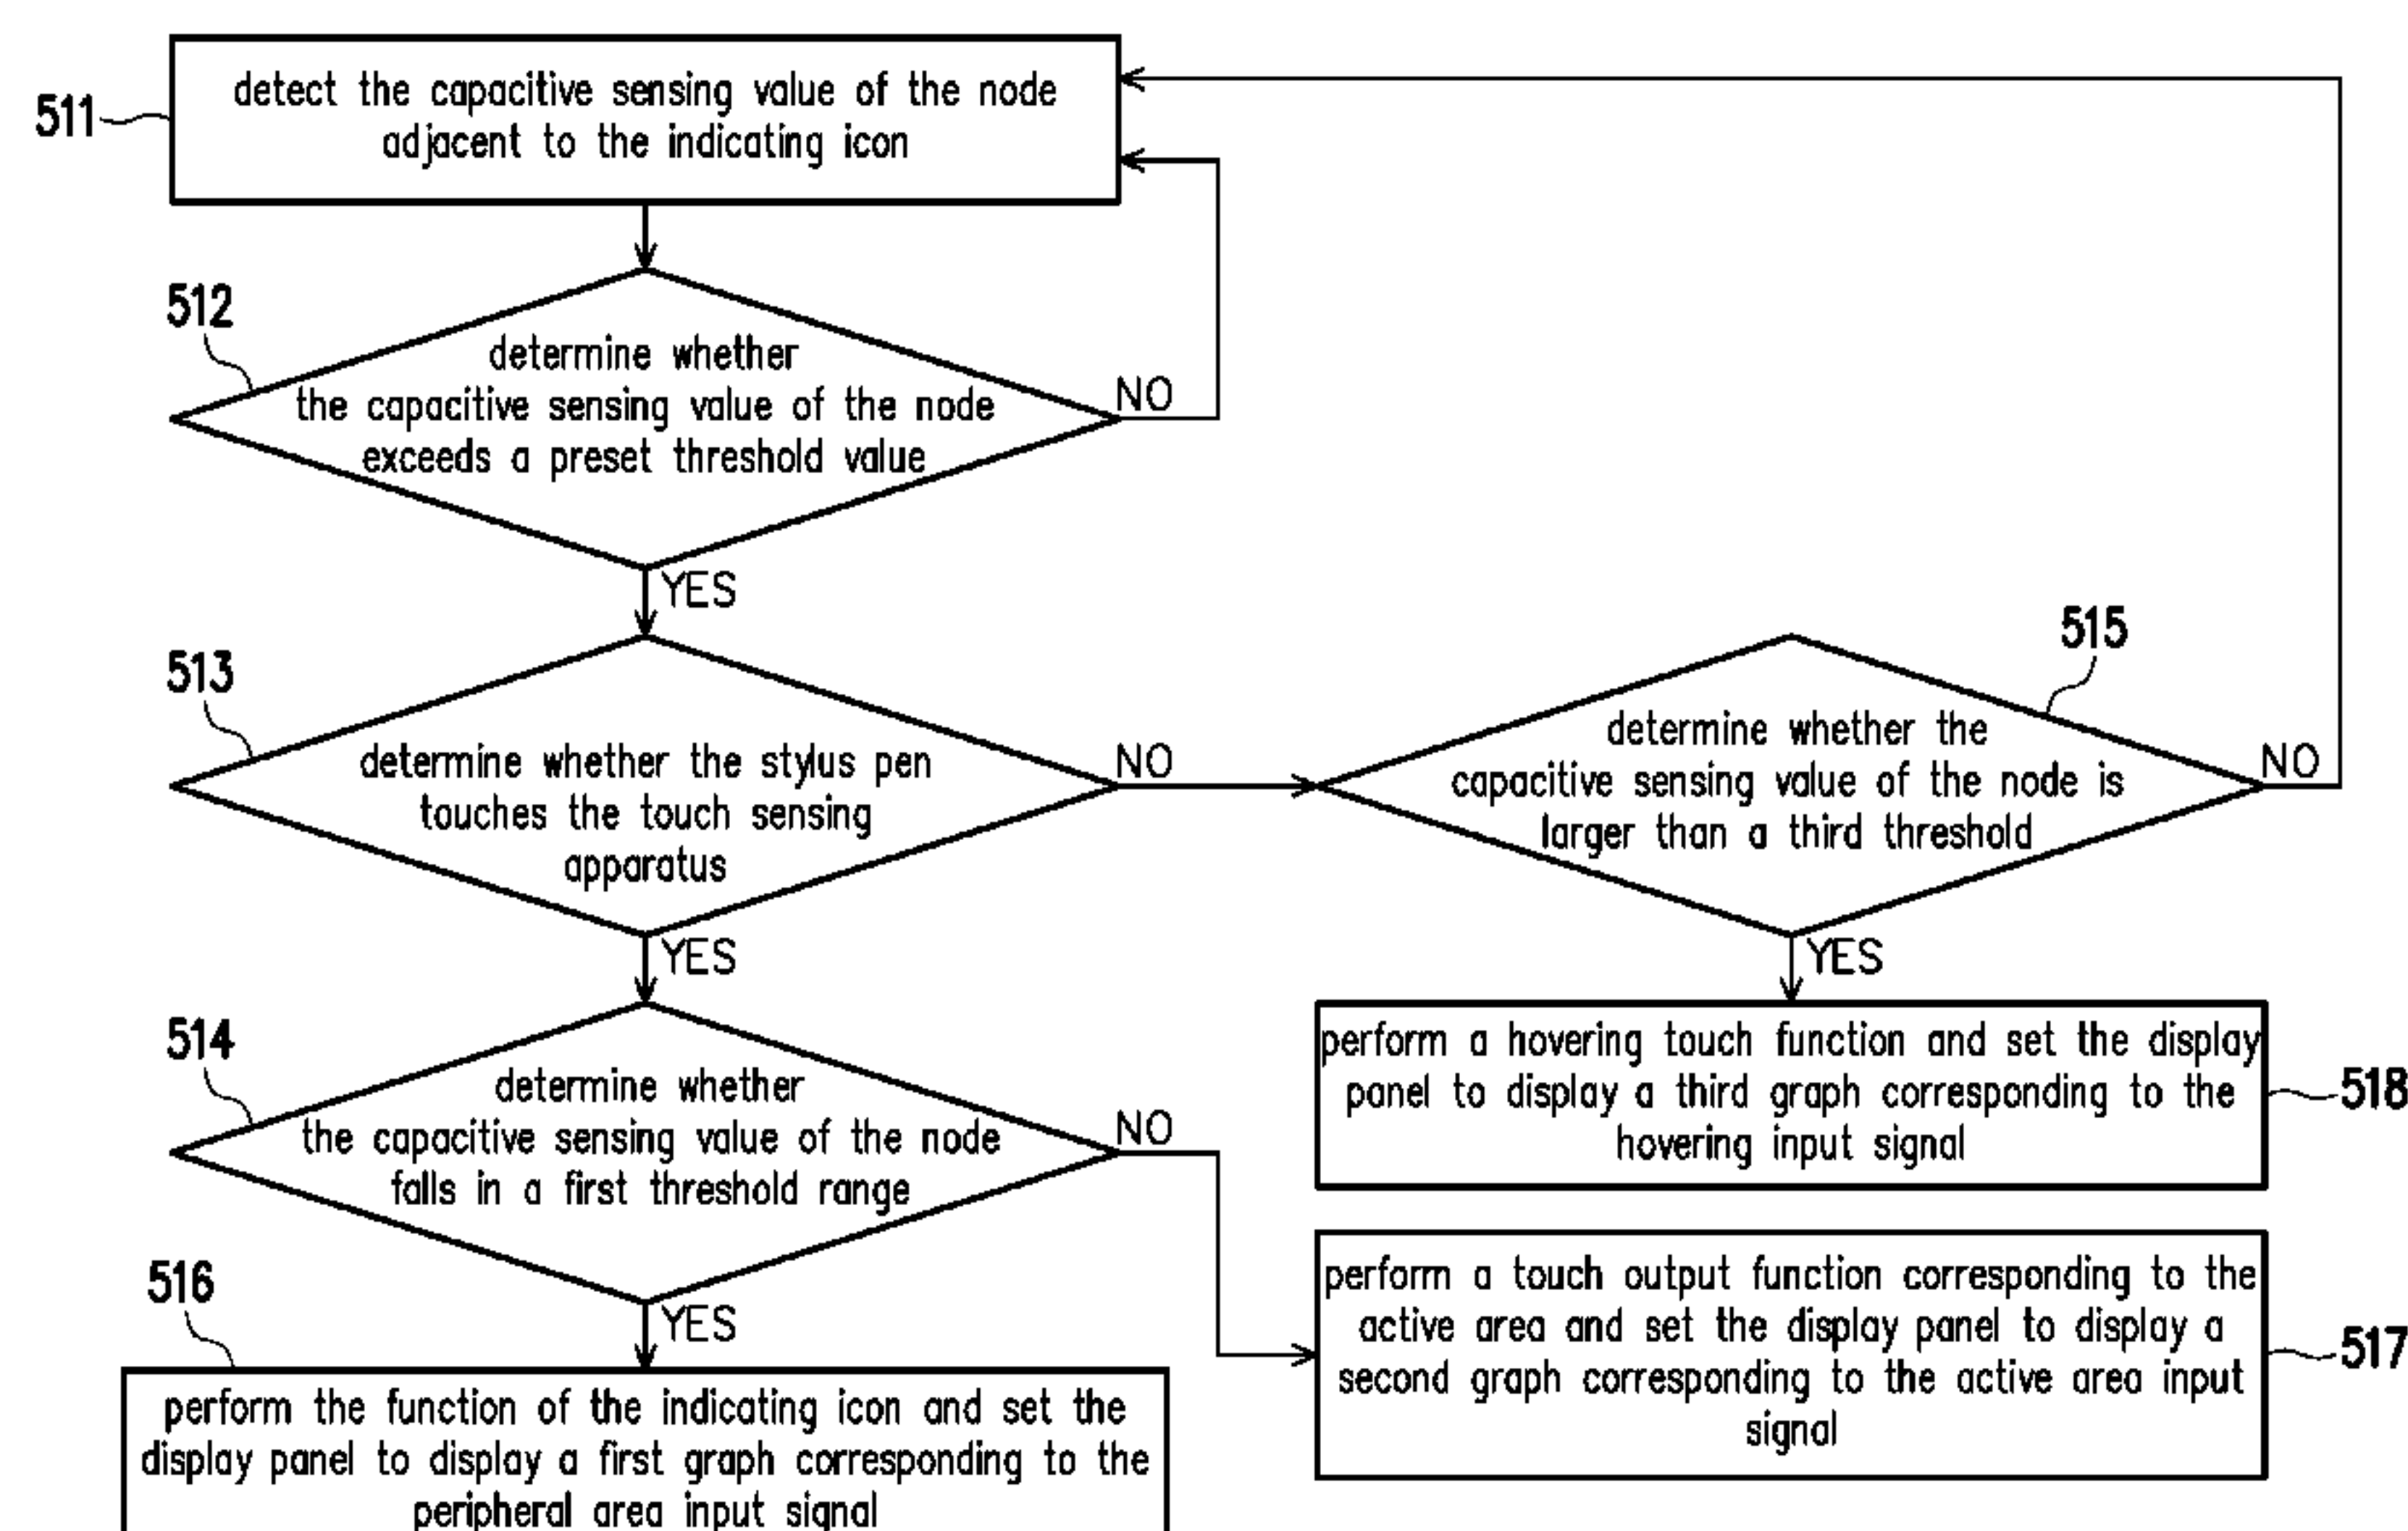 511
detect the capacitive sensing value of the node
adjacent to the indicating icon
512
determine whether
the capacitive sensing value of the node
exceeds a preset threshold value
NO
YES
513
determine whether the stylus pen
touches the touch sensing
apparatus
NO
YES
515
determine whether the
capacitive sensing value of the node is
larger than a third threshold
NO
YES
514
determine whether
the capacitive sensing value of the node
falls in a first threshold range
NO
YES
perform a hovering touch function and set the display
panel to display a third graph corresponding to the
hovering input signal
518
516
perform the function of the indicating icon and set the
display panel to display a first graph corresponding to the
peripheral area input signal
perform a touch output function corresponding to the
active area and set the display panel to display a
second graph corresponding to the active area input
signal
517